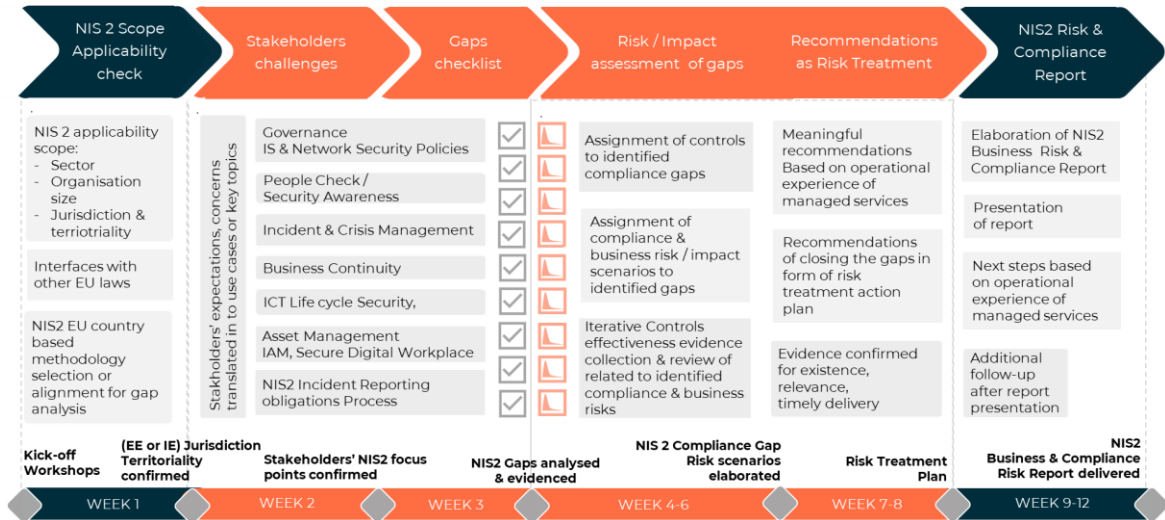 NIS 2 Scope
Applicability
check
Stakeholders
challenges
Gaps
checklist
Risk / Impact
assessment of gaps
Recommendations
as Risk Treatment
NIS2 Risk &
Compliance
Report
NIS 2 applicability
scope:
- Sector
- Organisation
size
- Jurisdiction &
terriotriality
Interfaces with
other EU laws
NIS2 EU country
based
methodology
selection or
alignment for gap
analysis
Stakholders' expectations, concerns
translated in to use cases or key topics
Governance
IS & Network Security Policies
People Check /
Security Awareness
Incident & Crisis Management
Business Continuity
ICT Life cycle Security,
Asset Management
IAM, Secure Digital Workplace
NIS2 Incident Reporting
obligations Process
Assignment of controls
to identified
compliance gaps
Assignment of
compliance &
business risk / impact
scenarios to
identified gaps
Iterative Controls
effectiveness evidence
collection & review of
related to identified
compliance & business
risks
Meaningful
recommendations
Based on operational
experience of
managed services
Recommendations
of closing the gaps in
form of risk
treatment action
plan
Evidence confirmed
for existence,
relevance,
timely delivery
Elaboration of NIS2
Business Risk &
Compliance Report
Presentation
of report
Next steps based
on operational
experience of
managed services
Additional
follow-up
after report
presentation
Kick-off
Workshops
(EE or IE) Jurisdiction
Territoriality
confirmed
Stakeholders' NIS2 focus
points confirmed
NIS2 Gaps analysed
& evidenced
NIS 2 Compliance Gap
Risk scenarios
elaborated
Risk Treatment
Plan
NIS2
Business & Compliance
Risk Report delivered
WEEK 1
WEEK 2
WEEK 3
WEEK 4-6
WEEK 7-8
WEEK 9-12